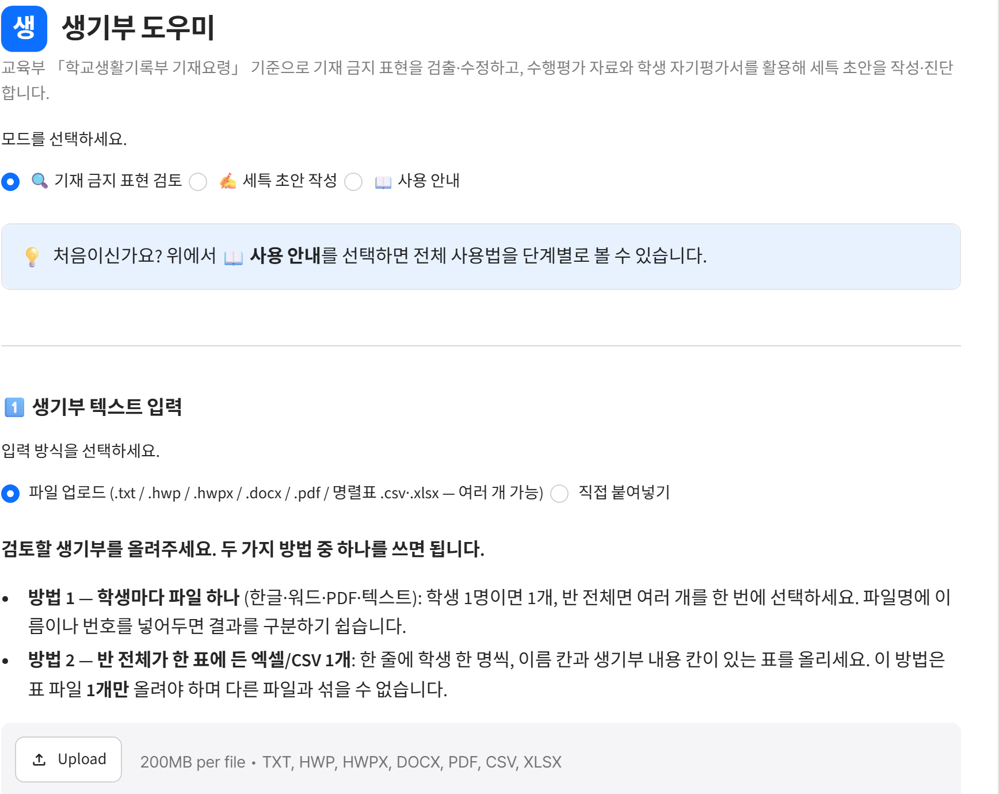 생 생기부 도우미
교육부 「학교생활기록부 기재요령」 기준으로 기재 금지 표현을 검출·수정하고, 수행평가 자료와 학생 자기평가서를 활용해 세특 초안을 작성·진단
합니다.
모드를 선택하세요.
🔍 기재 금지 표현 검토 ✍️ 세특 초안 작성 📖 사용 안내
💡 처음이신가요? 위에서 📖 사용 안내를 선택하면 전체 사용법을 단계별로 볼 수 있습니다.
1️⃣ 생기부 텍스트 입력
입력 방식을 선택하세요.
파일 업로드 (.txt / .hwp / .hwpx / .docx / .pdf / 명렬표 .csv·.xlsx — 여러 개 가능) 직접 붙여넣기
검토할 생기부를 올려주세요. 두 가지 방법 중 하나를 쓰면 됩니다.
• 방법 1 — 학생마다 파일 하나 (한글·워드·PDF·텍스트): 학생 1명이면 1개, 반 전체면 여러 개를 한 번에 선택하세요. 파일명에 이
름이나 번호를 넣어두면 결과를 구분하기 쉽습니다.
• 방법 2 — 반 전체가 한 표에 든 엑셀/CSV 1개: 한 줄에 학생 한 명씩, 이름 칸과 생기부 내용 칸이 있는 표를 올리세요. 이 방법은
표 파일 1개만 올려야 하며 다른 파일과 섞을 수 없습니다.
Upload 200MB per file • TXT, HWP, HWPX, DOCX, PDF, CSV, XLSX